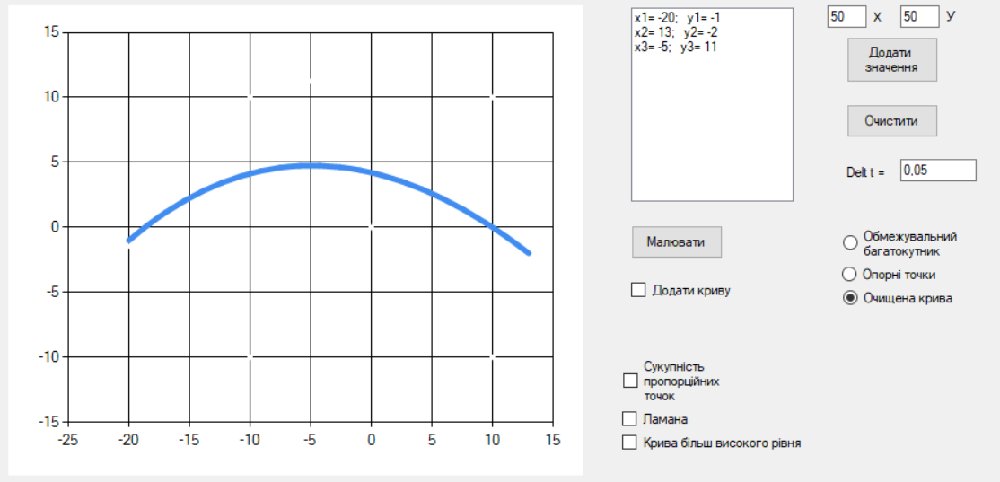 15
10
5
0
-5
-10
-15
-25 -20 -15 -10 -5 0 5 10 15
x1= -20; y1= -1
x2= 13; y2= -2
x3= -5; y3= 11
50 X 50 У
Додати
значення
Очистити
Delt t = 0,05
Малювати
Додати криву
Обмежувальний
багатокутник
Опорні точки
Очищена крива
Сукупність
пропорційних
точок
Ламана
Крива більш високого рівня